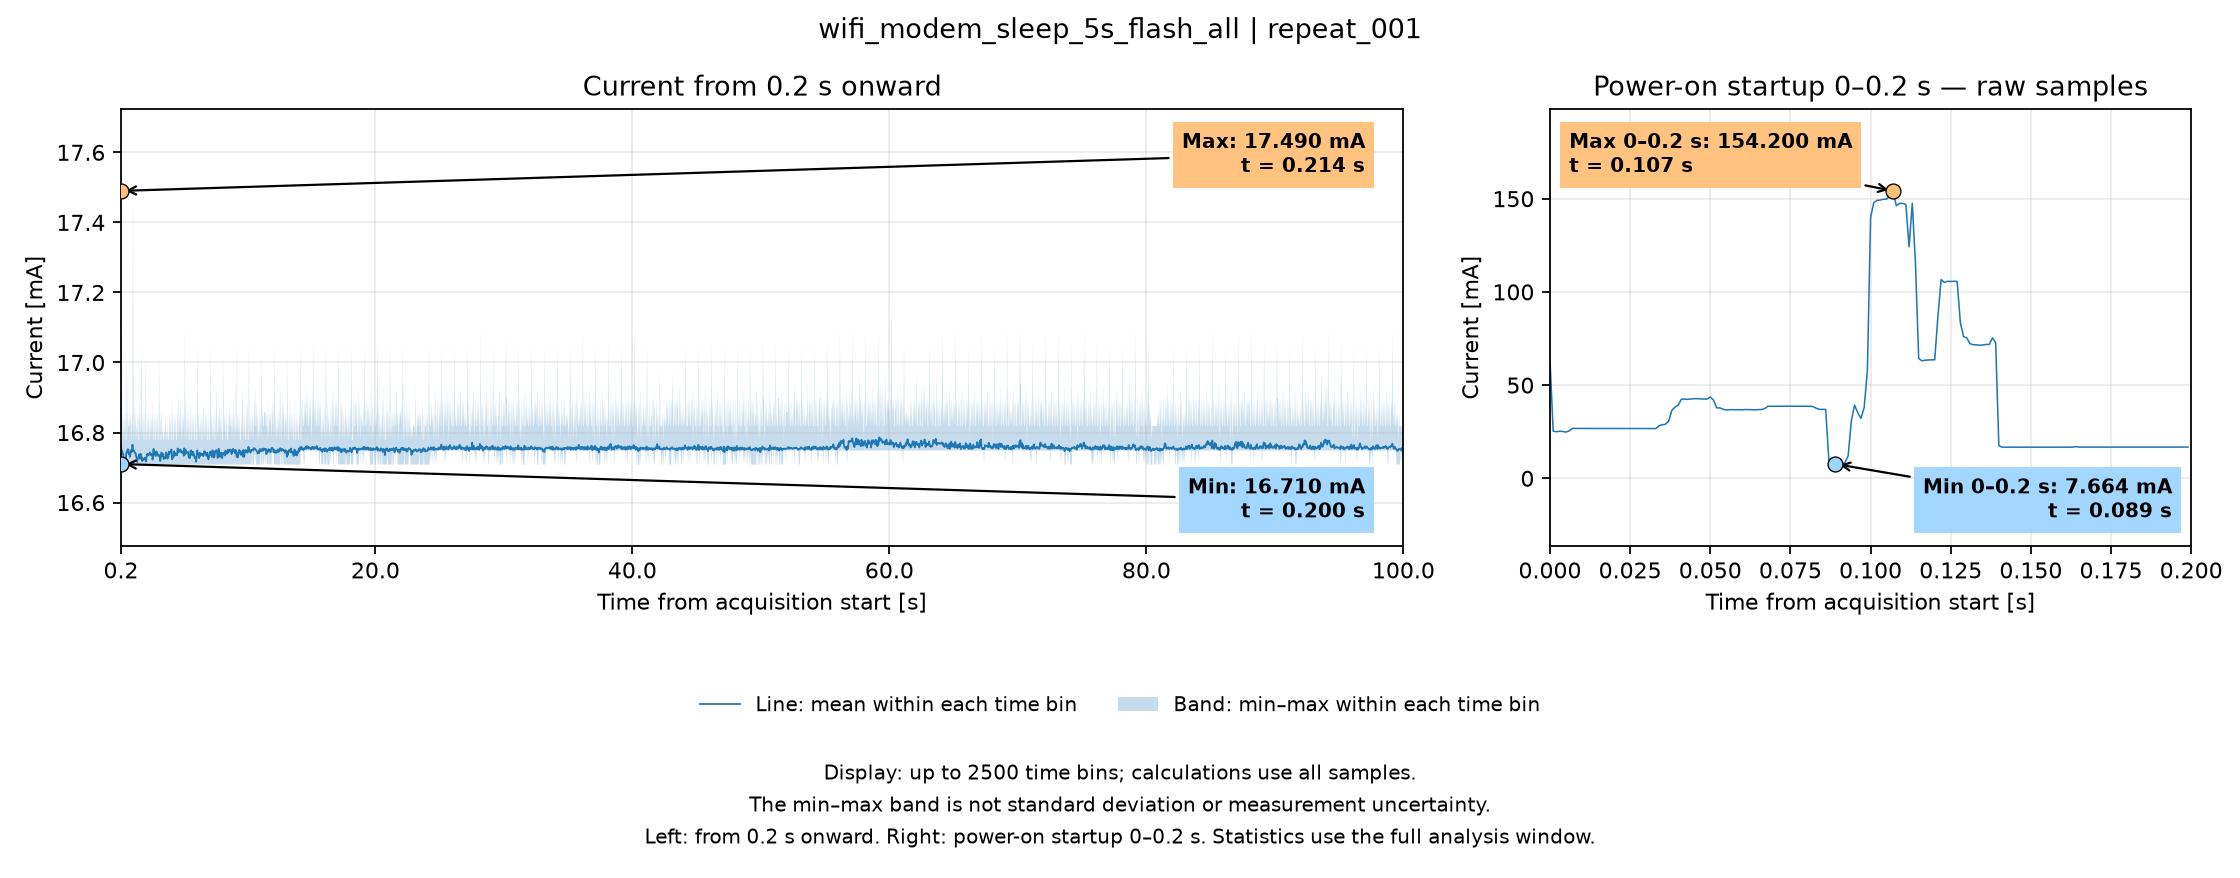 wifi_modem_sleep_5s_flash_all | repeat_001
Current from 0.2 s onward
Current [mA]
17.6
17.4
17.2
17.0
16.8
16.6
Max: 17.490 mA
t = 0.214 s
Min: 16.710 mA
t = 0.200 s
0.2
20.0
40.0
60.0
80.0
100.0
Time from acquisition start [s]
Power-on startup 0–0.2 s — raw samples
Current [mA]
150
100
50
0
Max 0–0.2 s: 154.200 mA
t = 0.107 s
Min 0–0.2 s: 7.664 mA
t = 0.089 s
0.000
0.025
0.050
0.075
0.100
0.125
0.150
0.175
0.200
Time from acquisition start [s]
Line: mean within each time bin
Band: min–max within each time bin
Display: up to 2500 time bins; calculations use all samples.
The min–max band is not standard deviation or measurement uncertainty.
Left: from 0.2 s onward. Right: power-on startup 0–0.2 s. Statistics use the full analysis window.